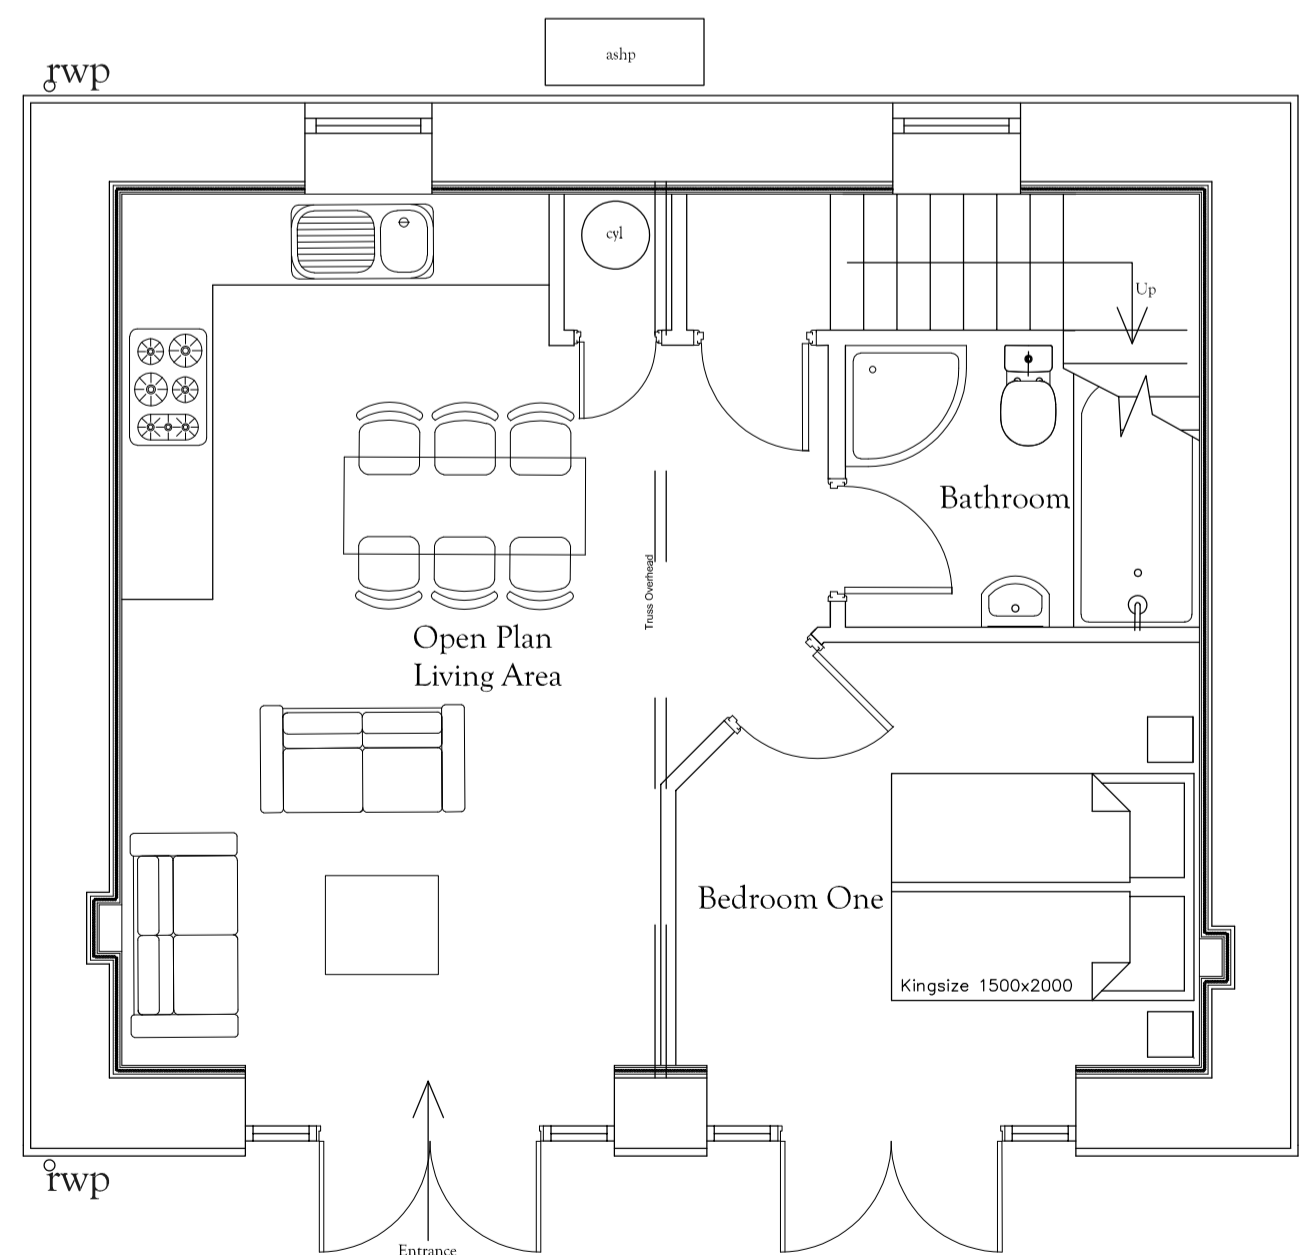 ashp
rwp
cyl
Up
Bathroom
Truss Overhead
Open Plan
Living Area
Bedroom One
Kingsize 1500x2000
rwp
Entrance